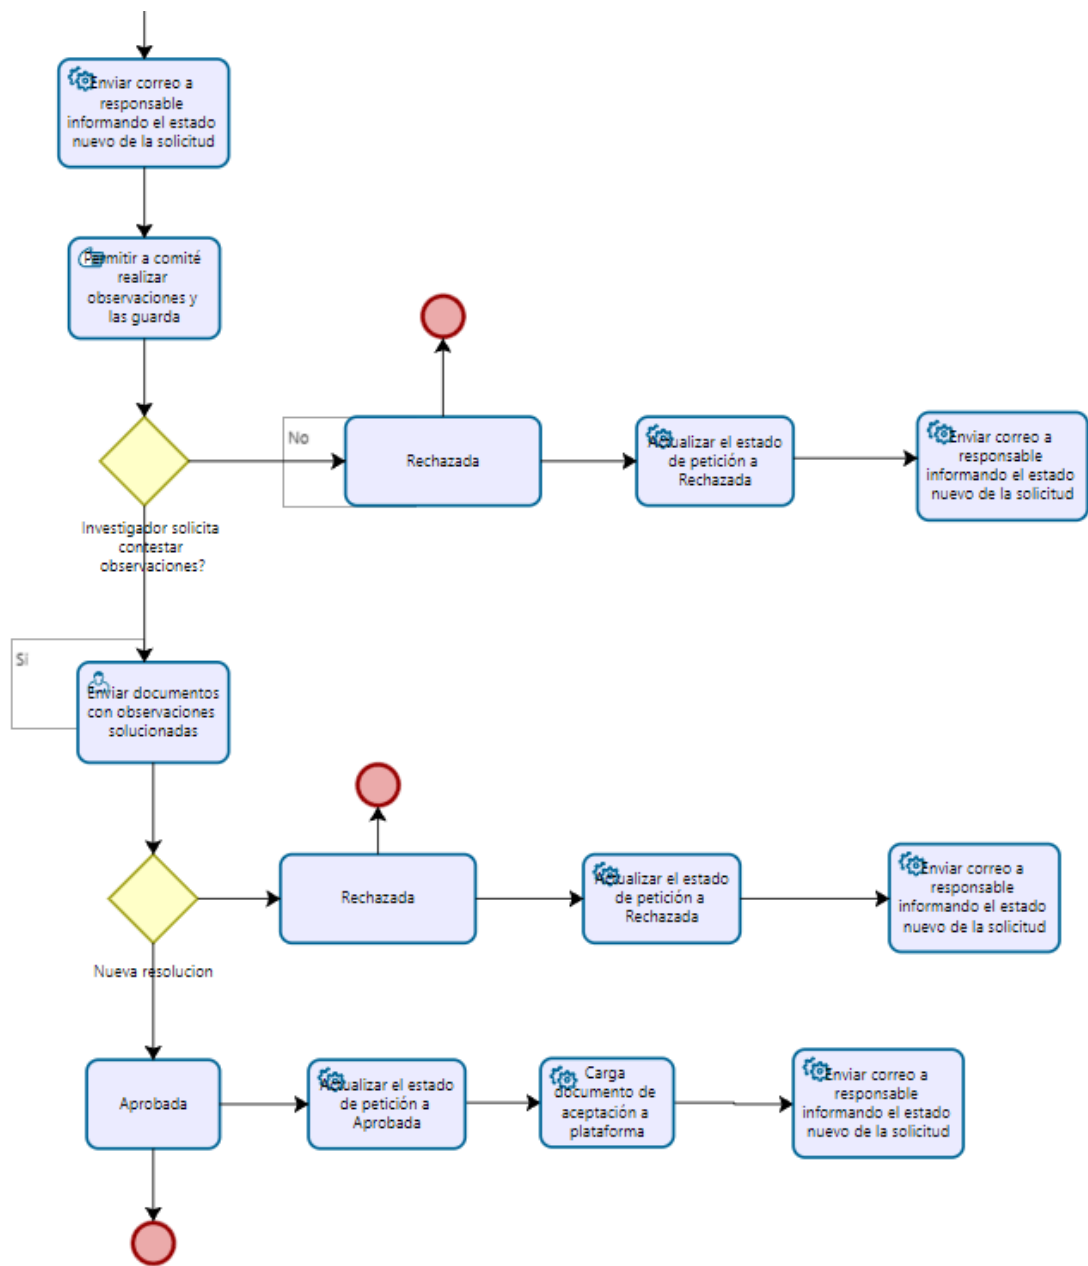 Enviar correo a
responsable
informando el estado
nuevo de la solicitud
Permitir a comité
realizar
observaciones y
las guarda
No
Rechazada
Actualizar el estado
de petición a
Rechazada
Enviar correo a
responsable
informando el estado
nuevo de la solicitud
Investigador solicita
contestar
observaciones?
Si
Enviar documentos
con observaciones
solucionadas
Rechazada
Actualizar el estado
de petición a
Rechazada
Enviar correo a
responsable
informando el estado
nuevo de la solicitud
Nueva resolucion
Aprobada
Actualizar el estado
de petición a
Aprobada
Carga
documento de
aceptación a
plataforma
Enviar correo a
responsable
informando el estado
nuevo de la solicitud